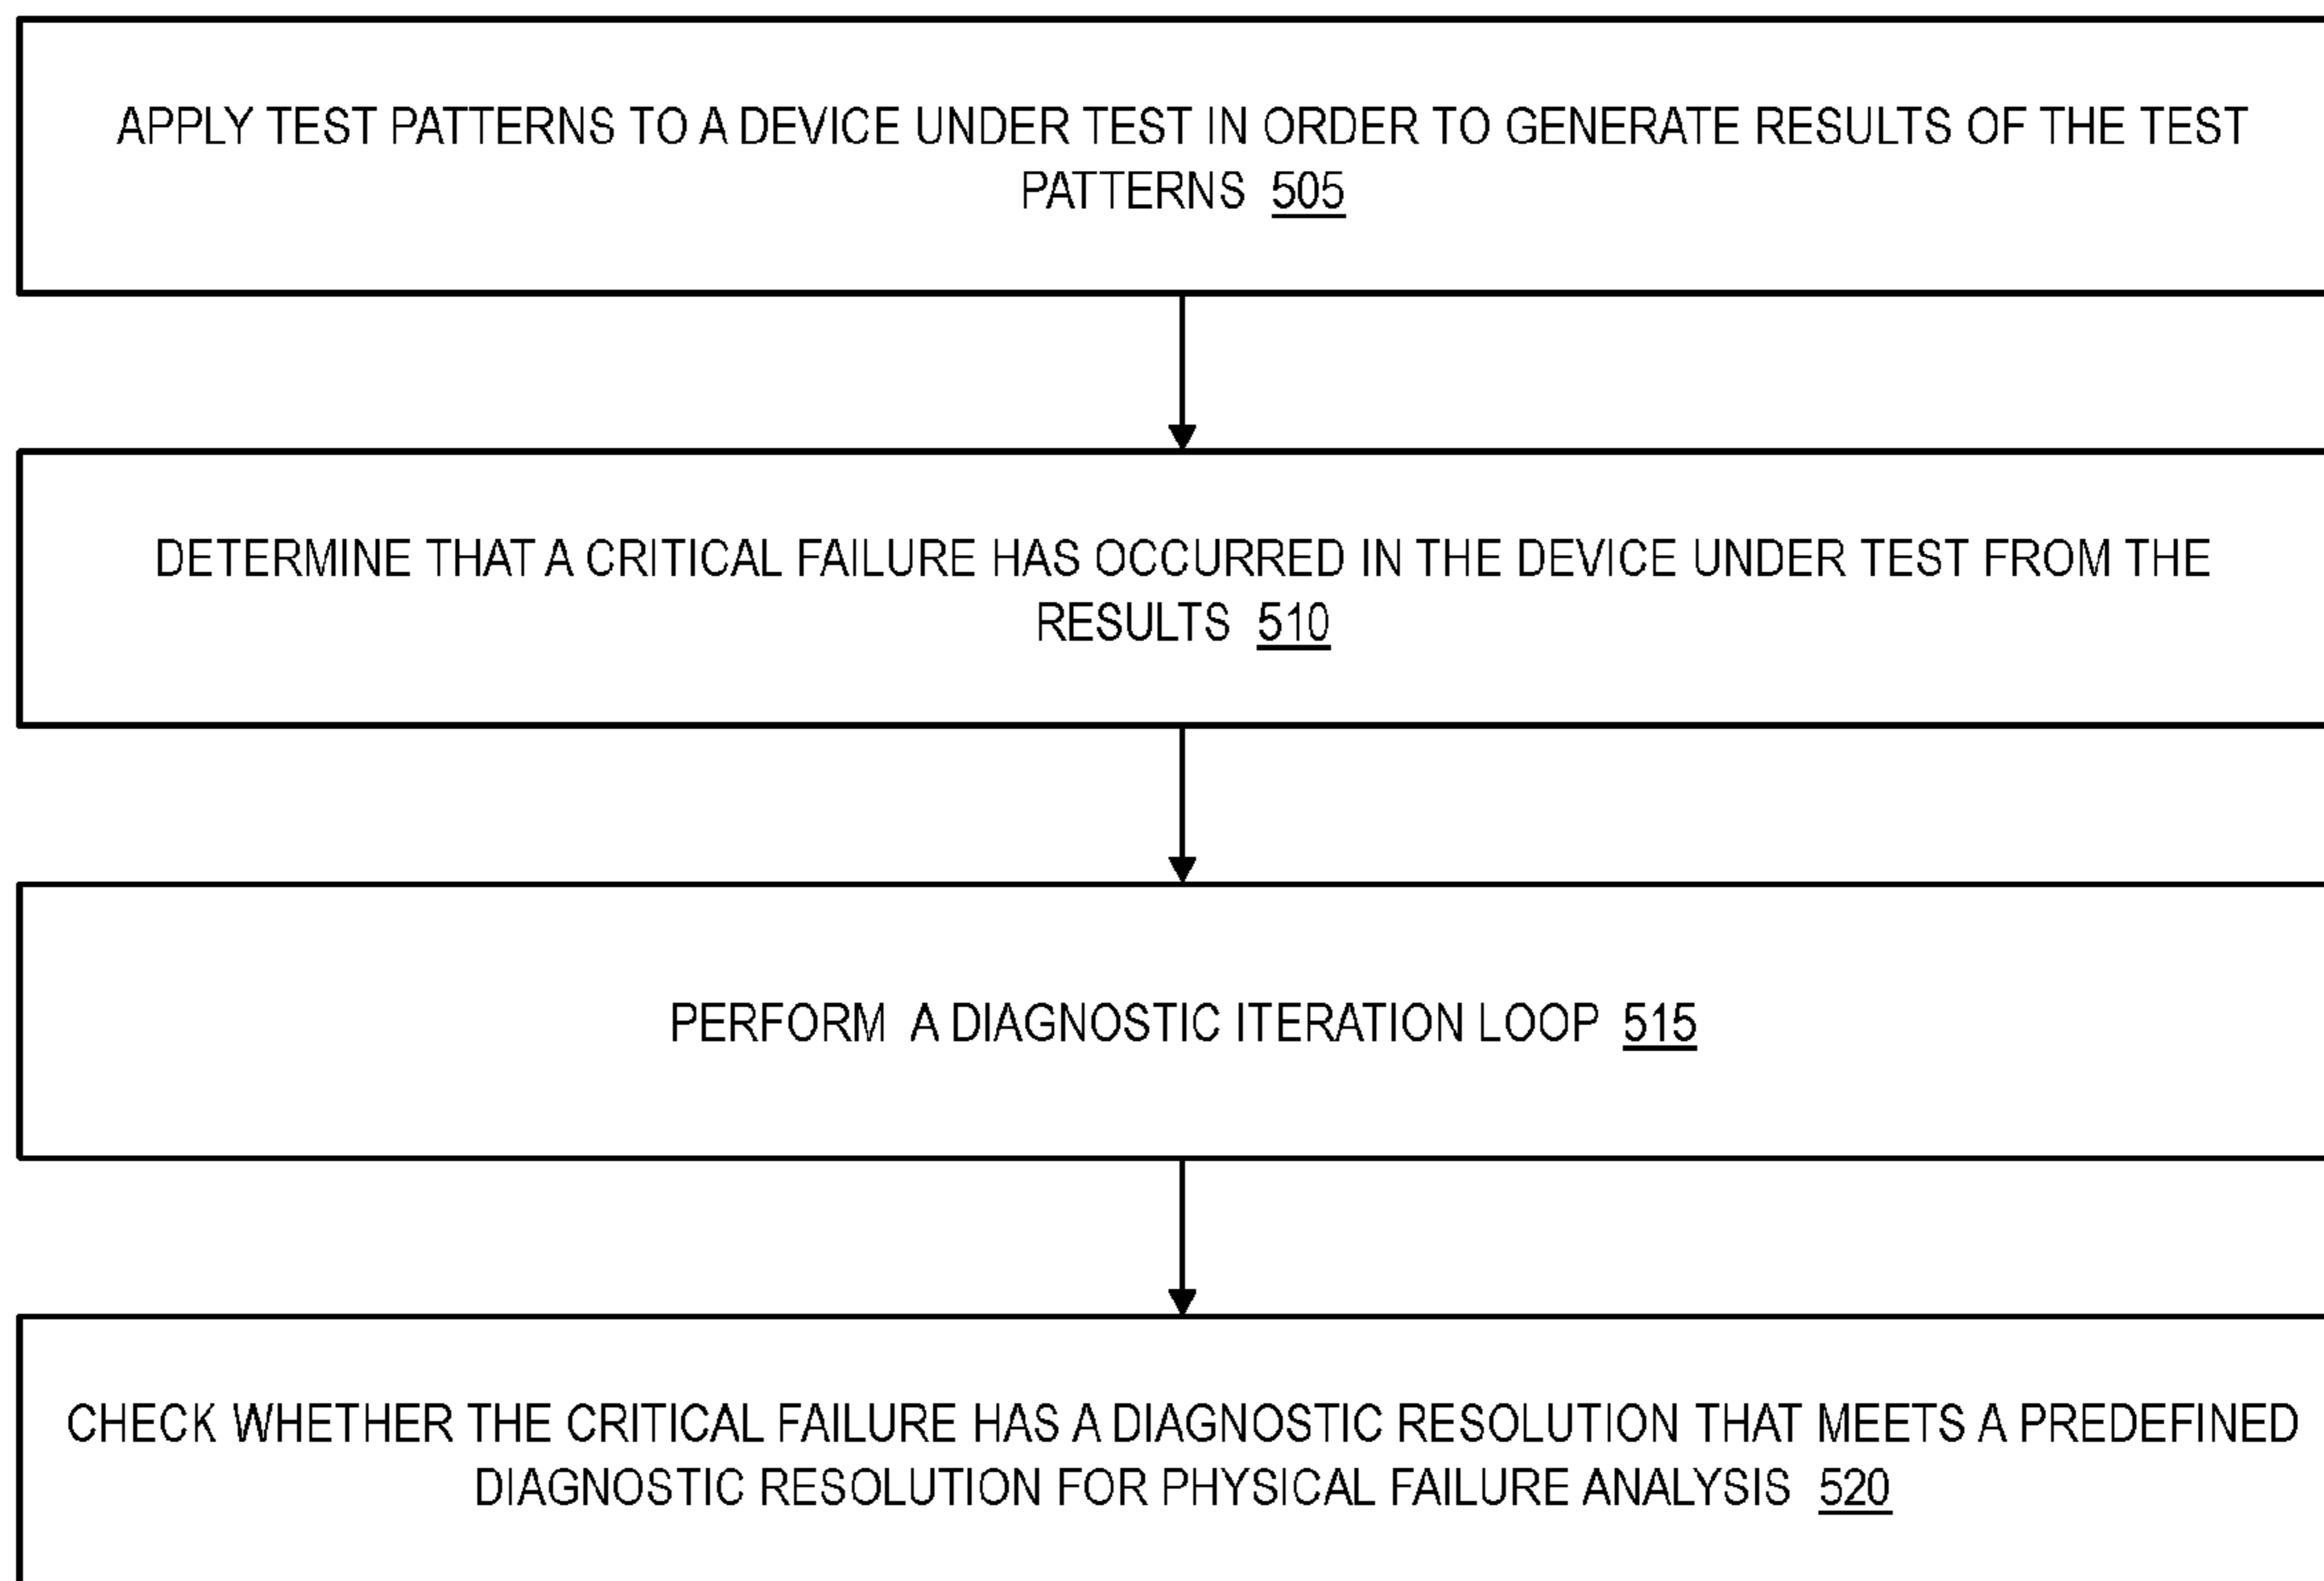 APPLY TEST PATTERNS TO A DEVICE UNDER TEST IN ORDER TO GENERATE RESULTS OF THE TEST
PATTERNS 505
DETERMINE THAT A CRITICAL FAILURE HAS OCCURRED IN THE DEVICE UNDER TEST FROM THE
RESULTS 510
PERFORM A DIAGNOSTIC ITERATION LOOP 515
CHECK WHETHER THE CRITICAL FAILURE HAS A DIAGNOSTIC RESOLUTION THAT MEETS A PREDEFINED
DIAGNOSTIC RESOLUTION FOR PHYSICAL FAILURE ANALYSIS 520